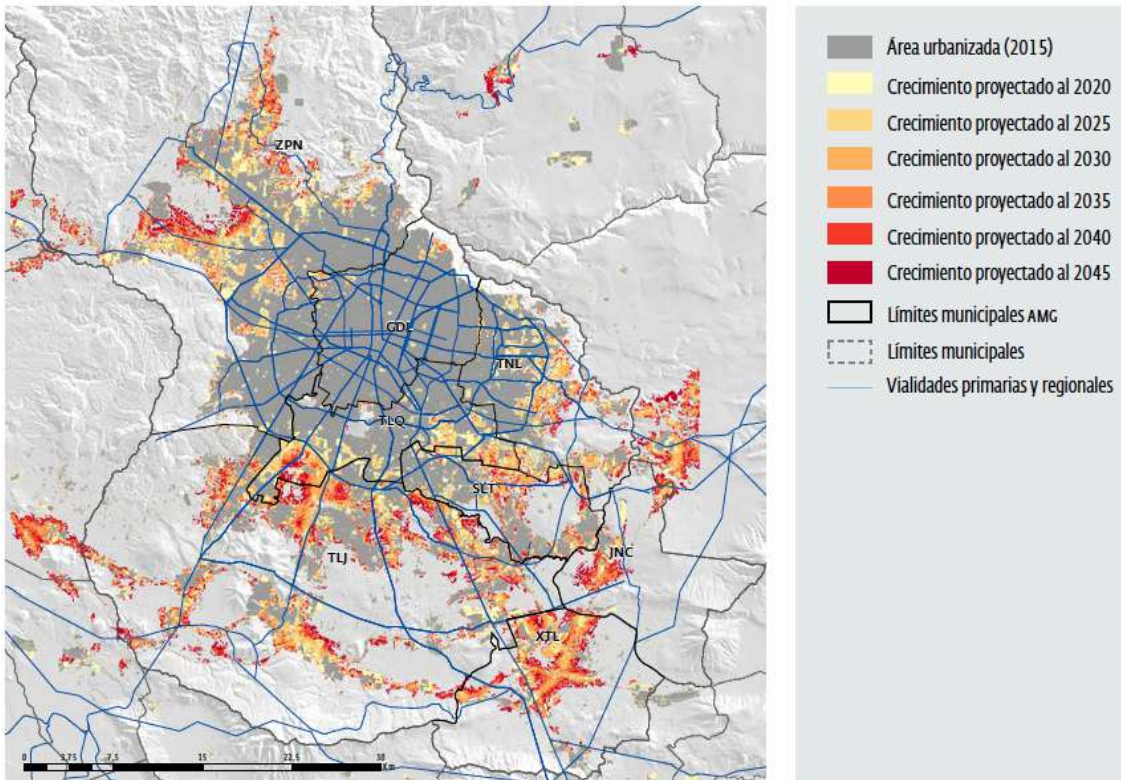 ZPN
GDL
TNL
TLQ
SLT
TLJ
JNC
XTL
0 3,75 7,5 15 22,5 30
Km
Área urbanizada (2015)
Crecimiento proyectado al 2020
Crecimiento proyectado al 2025
Crecimiento proyectado al 2030
Crecimiento proyectado al 2035
Crecimiento proyectado al 2040
Crecimiento proyectado al 2045
Límites municipales AMG
Límites municipales
Vialidades primarias y regionales